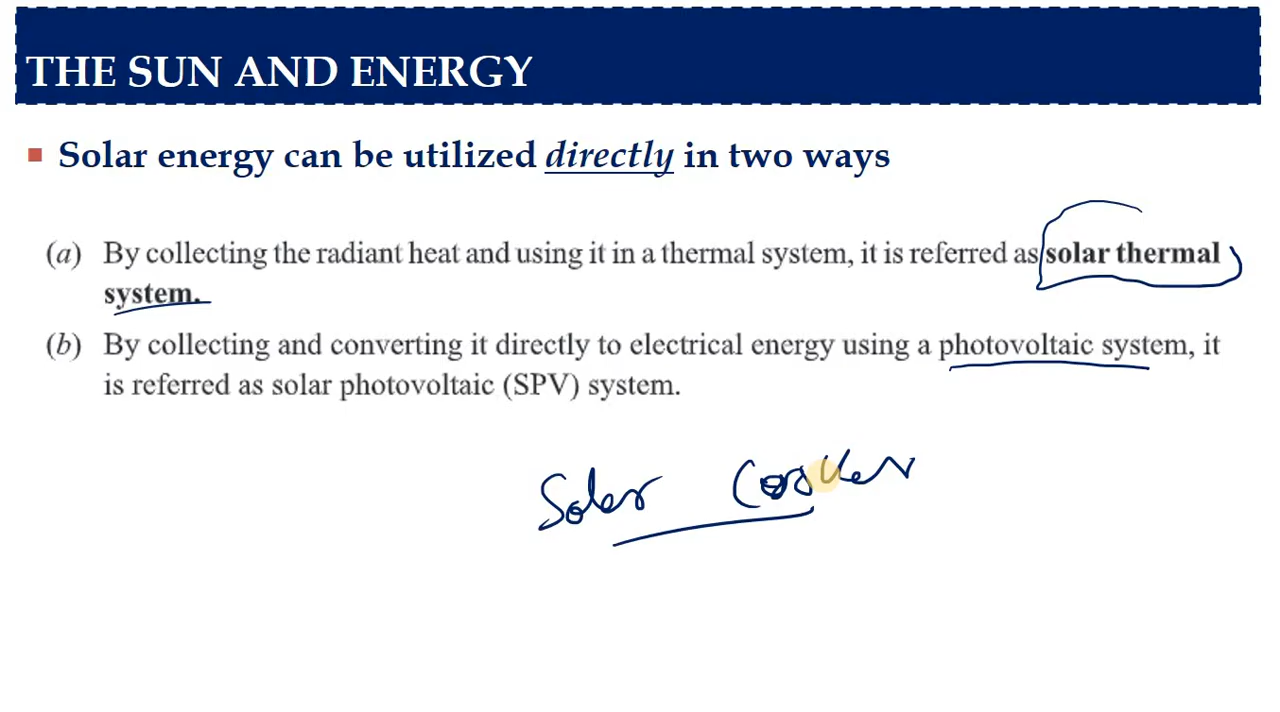 THE SUN AND ENERGY
Solar energy can be utilized directly in two ways
(a) By collecting the radiant heat and using it in a thermal system, it is referred as solar thermal
system.
(b) By collecting and converting it directly to electrical energy using a photovoltaic system, it
is referred as solar photovoltaic (SPV) system.
Solar Cooker